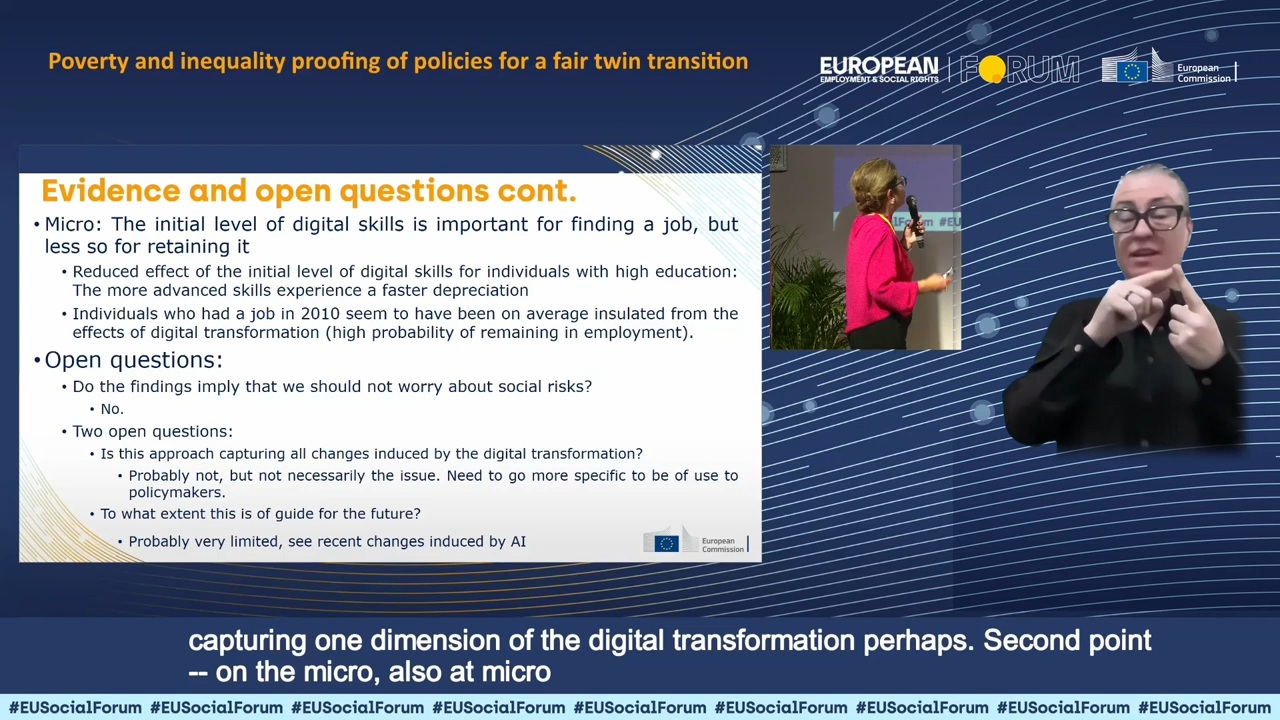 Poverty and inequality proofing of policies for a fair twin transition
EUROPEAN
EMPLOYMENT & SOCIAL RIGHTS
FORUM
European
Commission
Evidence and open questions cont.
• Micro: The initial level of digital skills is important for finding a job, but
less so for retaining it
• Reduced effect of the initial level of digital skills for individuals with high education:
The more advanced skills experience a faster depreciation
• Individuals who had a job in 2010 seem to have been on average insulated from the
effects of digital transformation (high probability of remaining in employment).
• Open questions:
• Do the findings imply that we should not worry about social risks?
• No.
• Two open questions:
• Is this approach capturing all changes induced by the digital transformation?
• Probably not, but not necessarily the issue. Need to go more specific to be of use to
policymakers.
• To what extent this is of guide for the future?
• Probably very limited, see recent changes induced by AI
European
Commission
Forum #EU
capturing one dimension of the digital transformation perhaps. Second point
-- on the micro, also at micro
#EUSocialForum #EUSocialForum #EUSocialForum #EUSocialForum #EUSocialForum #EUSocialForum #EUSocialForum #EUSocialForum #EUSocialForum